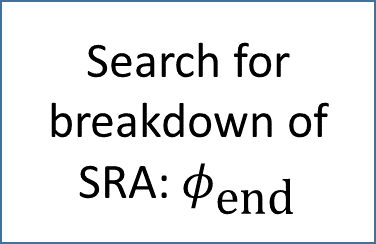 Search for
breakdown of
SRA: ϕ_end